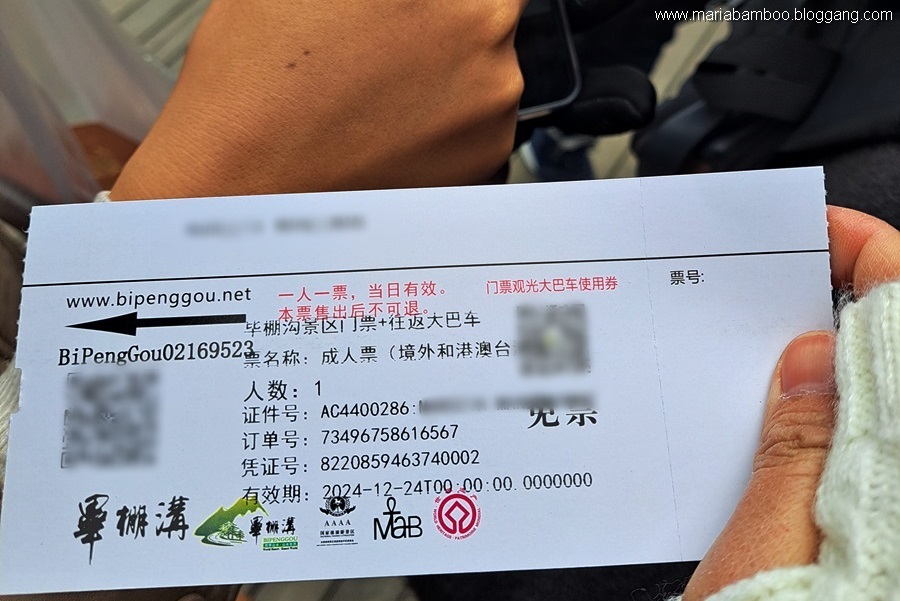 www.mariabamboo.bloggang.com
www.bipenggou.net
一人一票，当日有效。
本票售出后不可退。
门票观光大巴车使用券
票号:
毕棚沟景区门票+往返大巴车
BiPengGou02169523
票名称: 成人票（境外和港澳台
人数: 1
证件号: AC4400286:
免票
订单号: 73496758616567
凭证号: 8220859463740002
有效期: 2024-12-24T00:00:00.0000000
畢棚溝
畢棚溝
BIPENGGOU
AAAA
MaB